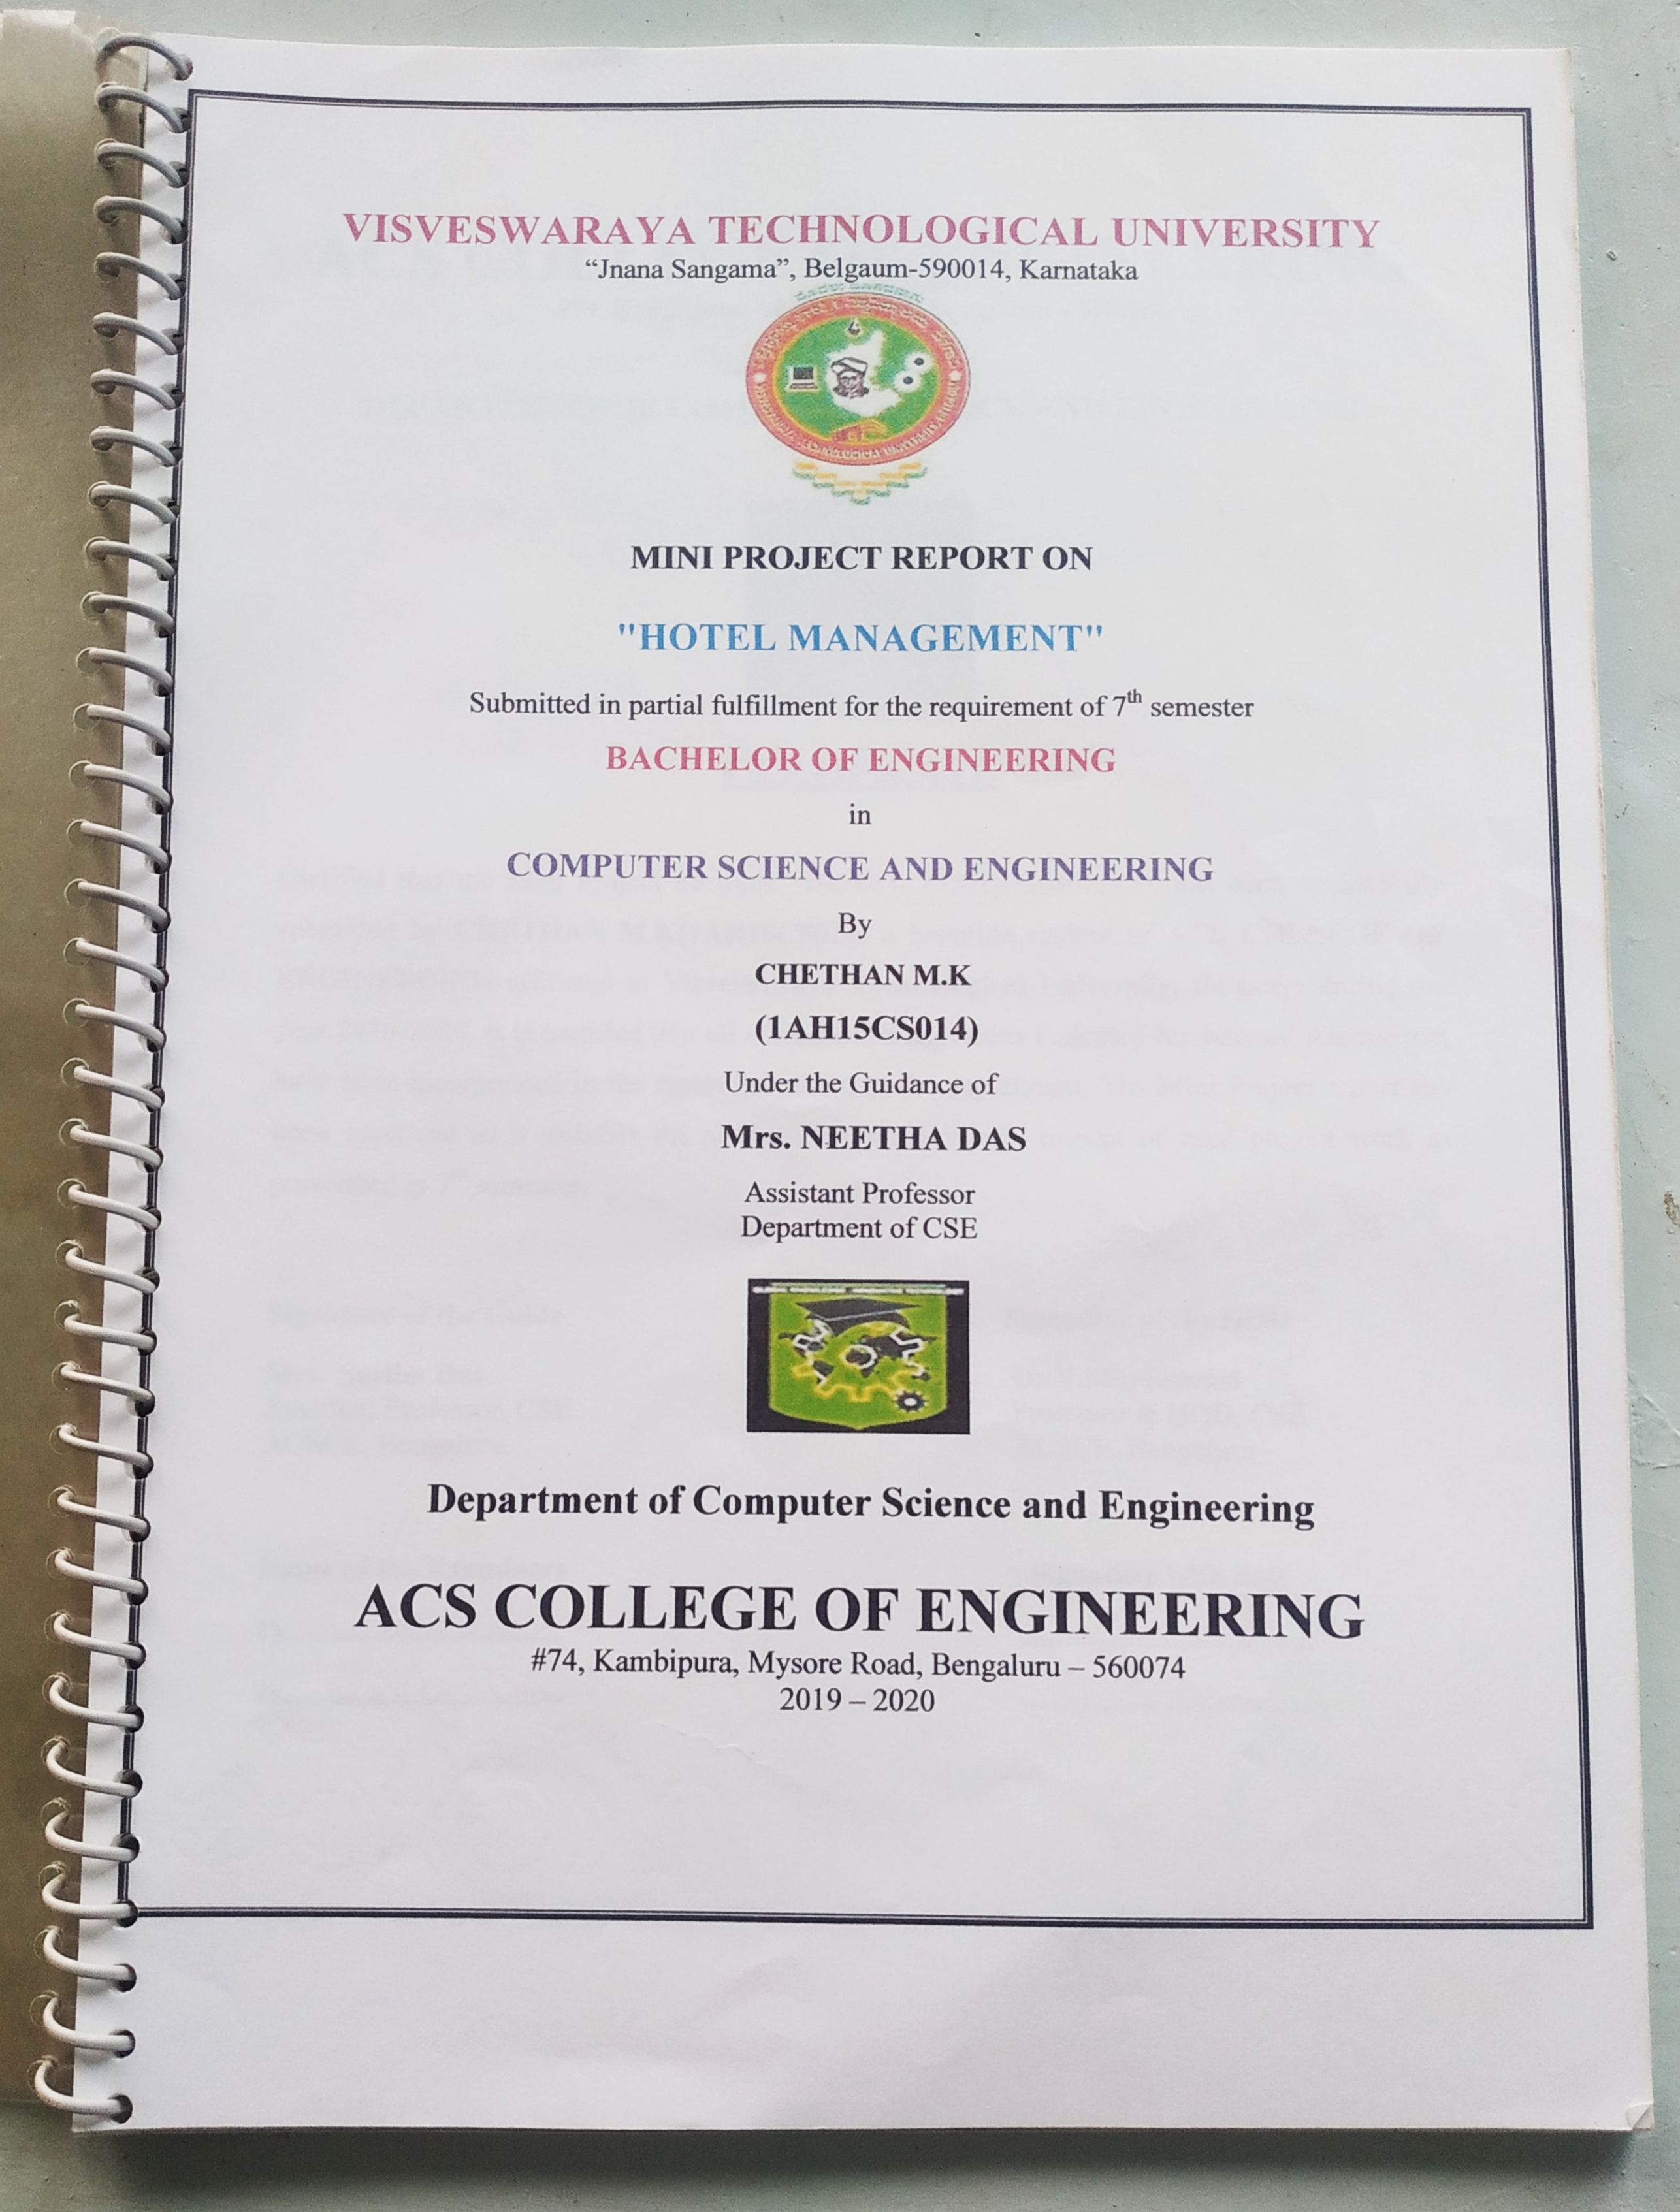 VISVESWARAYA TECHNOLOGICAL UNIVERSITY
“Jnana Sangama”, Belgaum-590014, Karnataka
MINI PROJECT REPORT ON
"HOTEL MANAGEMENT"
Submitted in partial fulfillment for the requirement of 7th semester
BACHELOR OF ENGINEERING
in
COMPUTER SCIENCE AND ENGINEERING
By
CHETHAN M.K
(1AH15CS014)
Under the Guidance of
Mrs. NEETHA DAS
Assistant Professor
Department of CSE
Department of Computer Science and Engineering
ACS COLLEGE OF ENGINEERING
#74, Kambipura, Mysore Road, Bengaluru – 560074
2019 – 2020